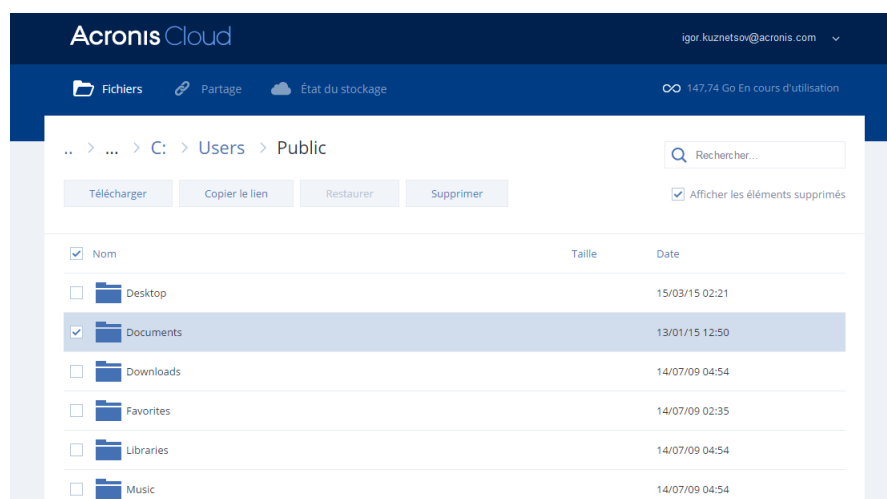 Acronis Cloud
igor.kuznetsov@acronis.com
Fichiers Partage État du stockage 147,74 Go En cours d'utilisation
.. > ... > C: > Users > Public
Rechercher...
Télécharger Copier le lien Restaurer Supprimer
Afficher les éléments supprimés
Nom Taille Date
Desktop 15/03/15 02:21
Documents 13/01/15 12:50
Downloads 14/07/09 04:54
Favorites 14/07/09 02:35
Libraries 14/07/09 04:54
Music 14/07/09 04:54